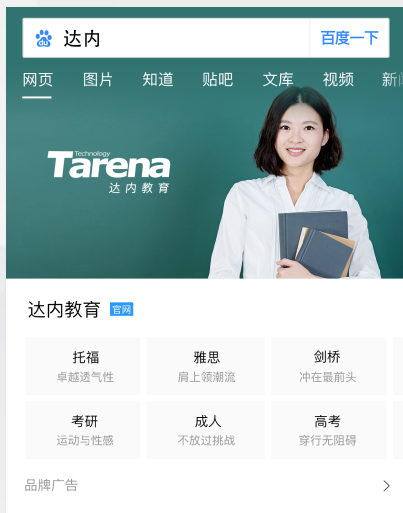 达内
百度一下
网页 图片 知道 贴吧 文库 视频 新
Technology
Tarena
达内教育
达内教育 官网
托福 雅思 剑桥
卓越透气性 肩上领潮流 冲在最前头
考研 成人 高考
运动与性感 不放过挑战 穿行无阻碍
品牌广告